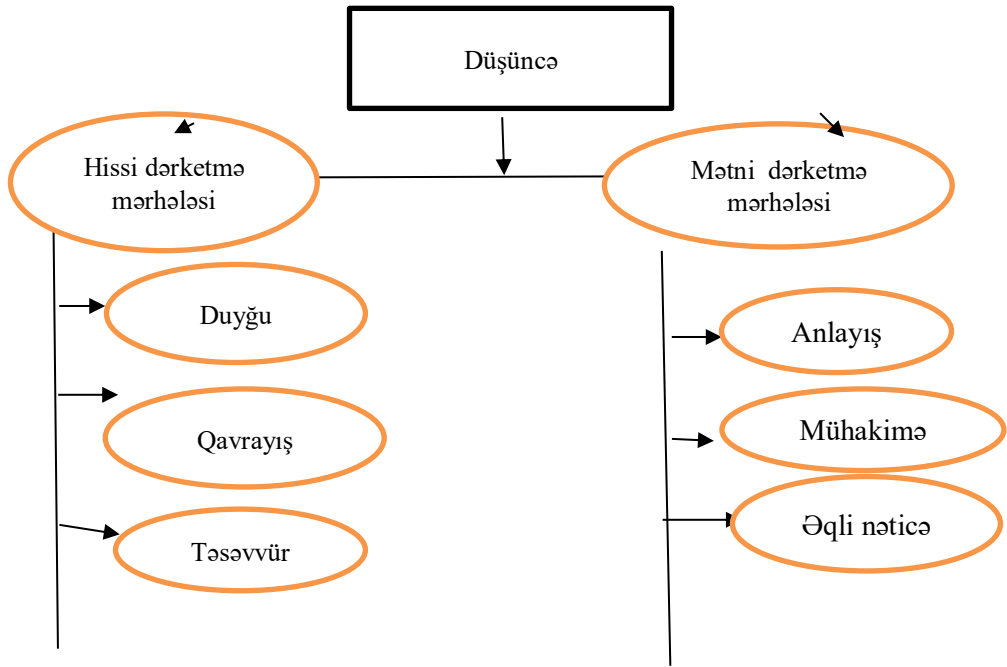 Düşüncə
Hissi dərketmə
mərhələsi
Mətni dərketmə
mərhələsi
Duyğu
Qavrayış
Təsəvvür
Anlayış
Mühakimə
Əqli nəticə